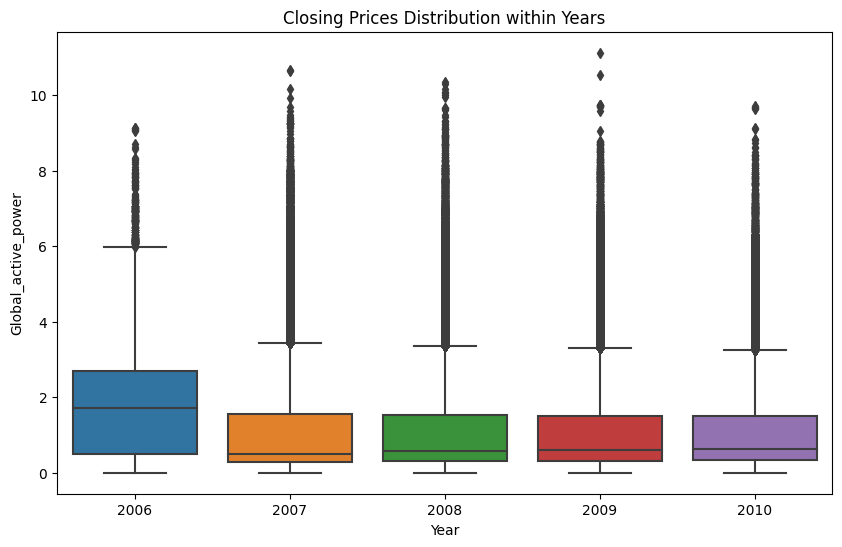 Closing Prices Distribution within Years
Global_active_power
10
8
6
4
2
0
2006 2007 2008 2009 2010
Year